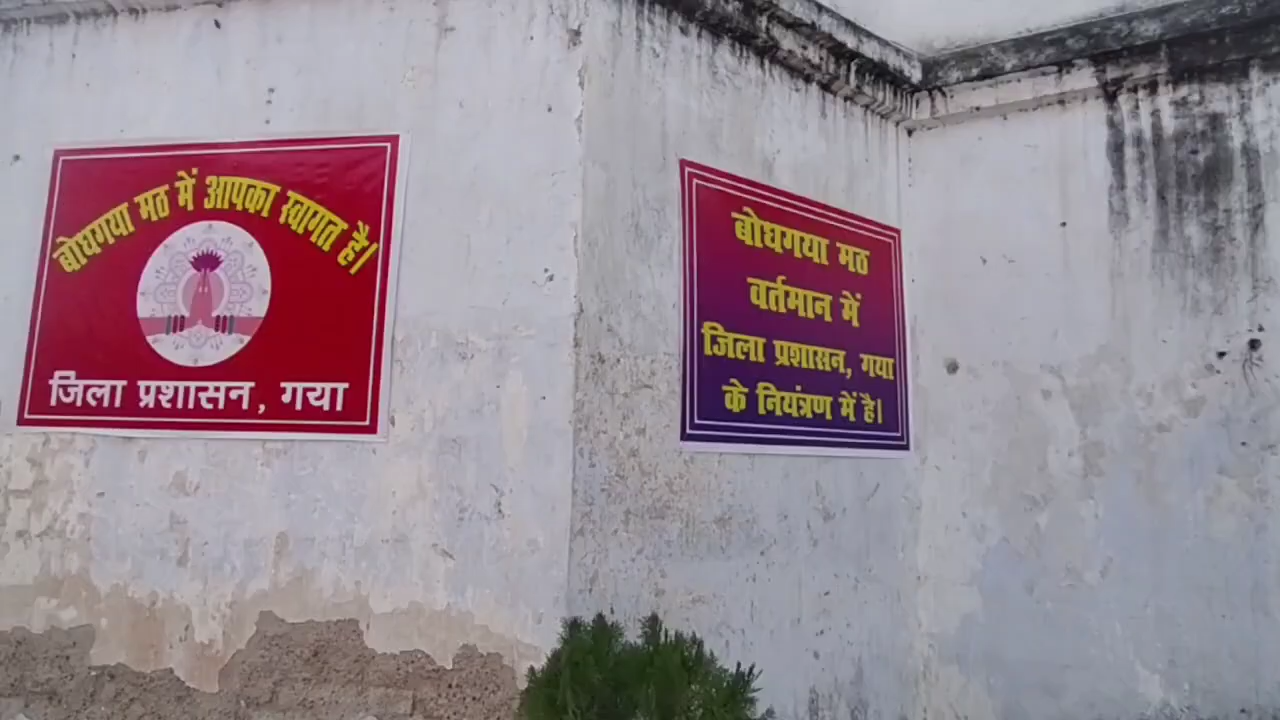 बोधगया मठ में आपका स्वागत है।
जिला प्रशासन, गया
बोधगया मठ
वर्तमान में
जिला प्रशासन, गया
के नियंत्रण में है।